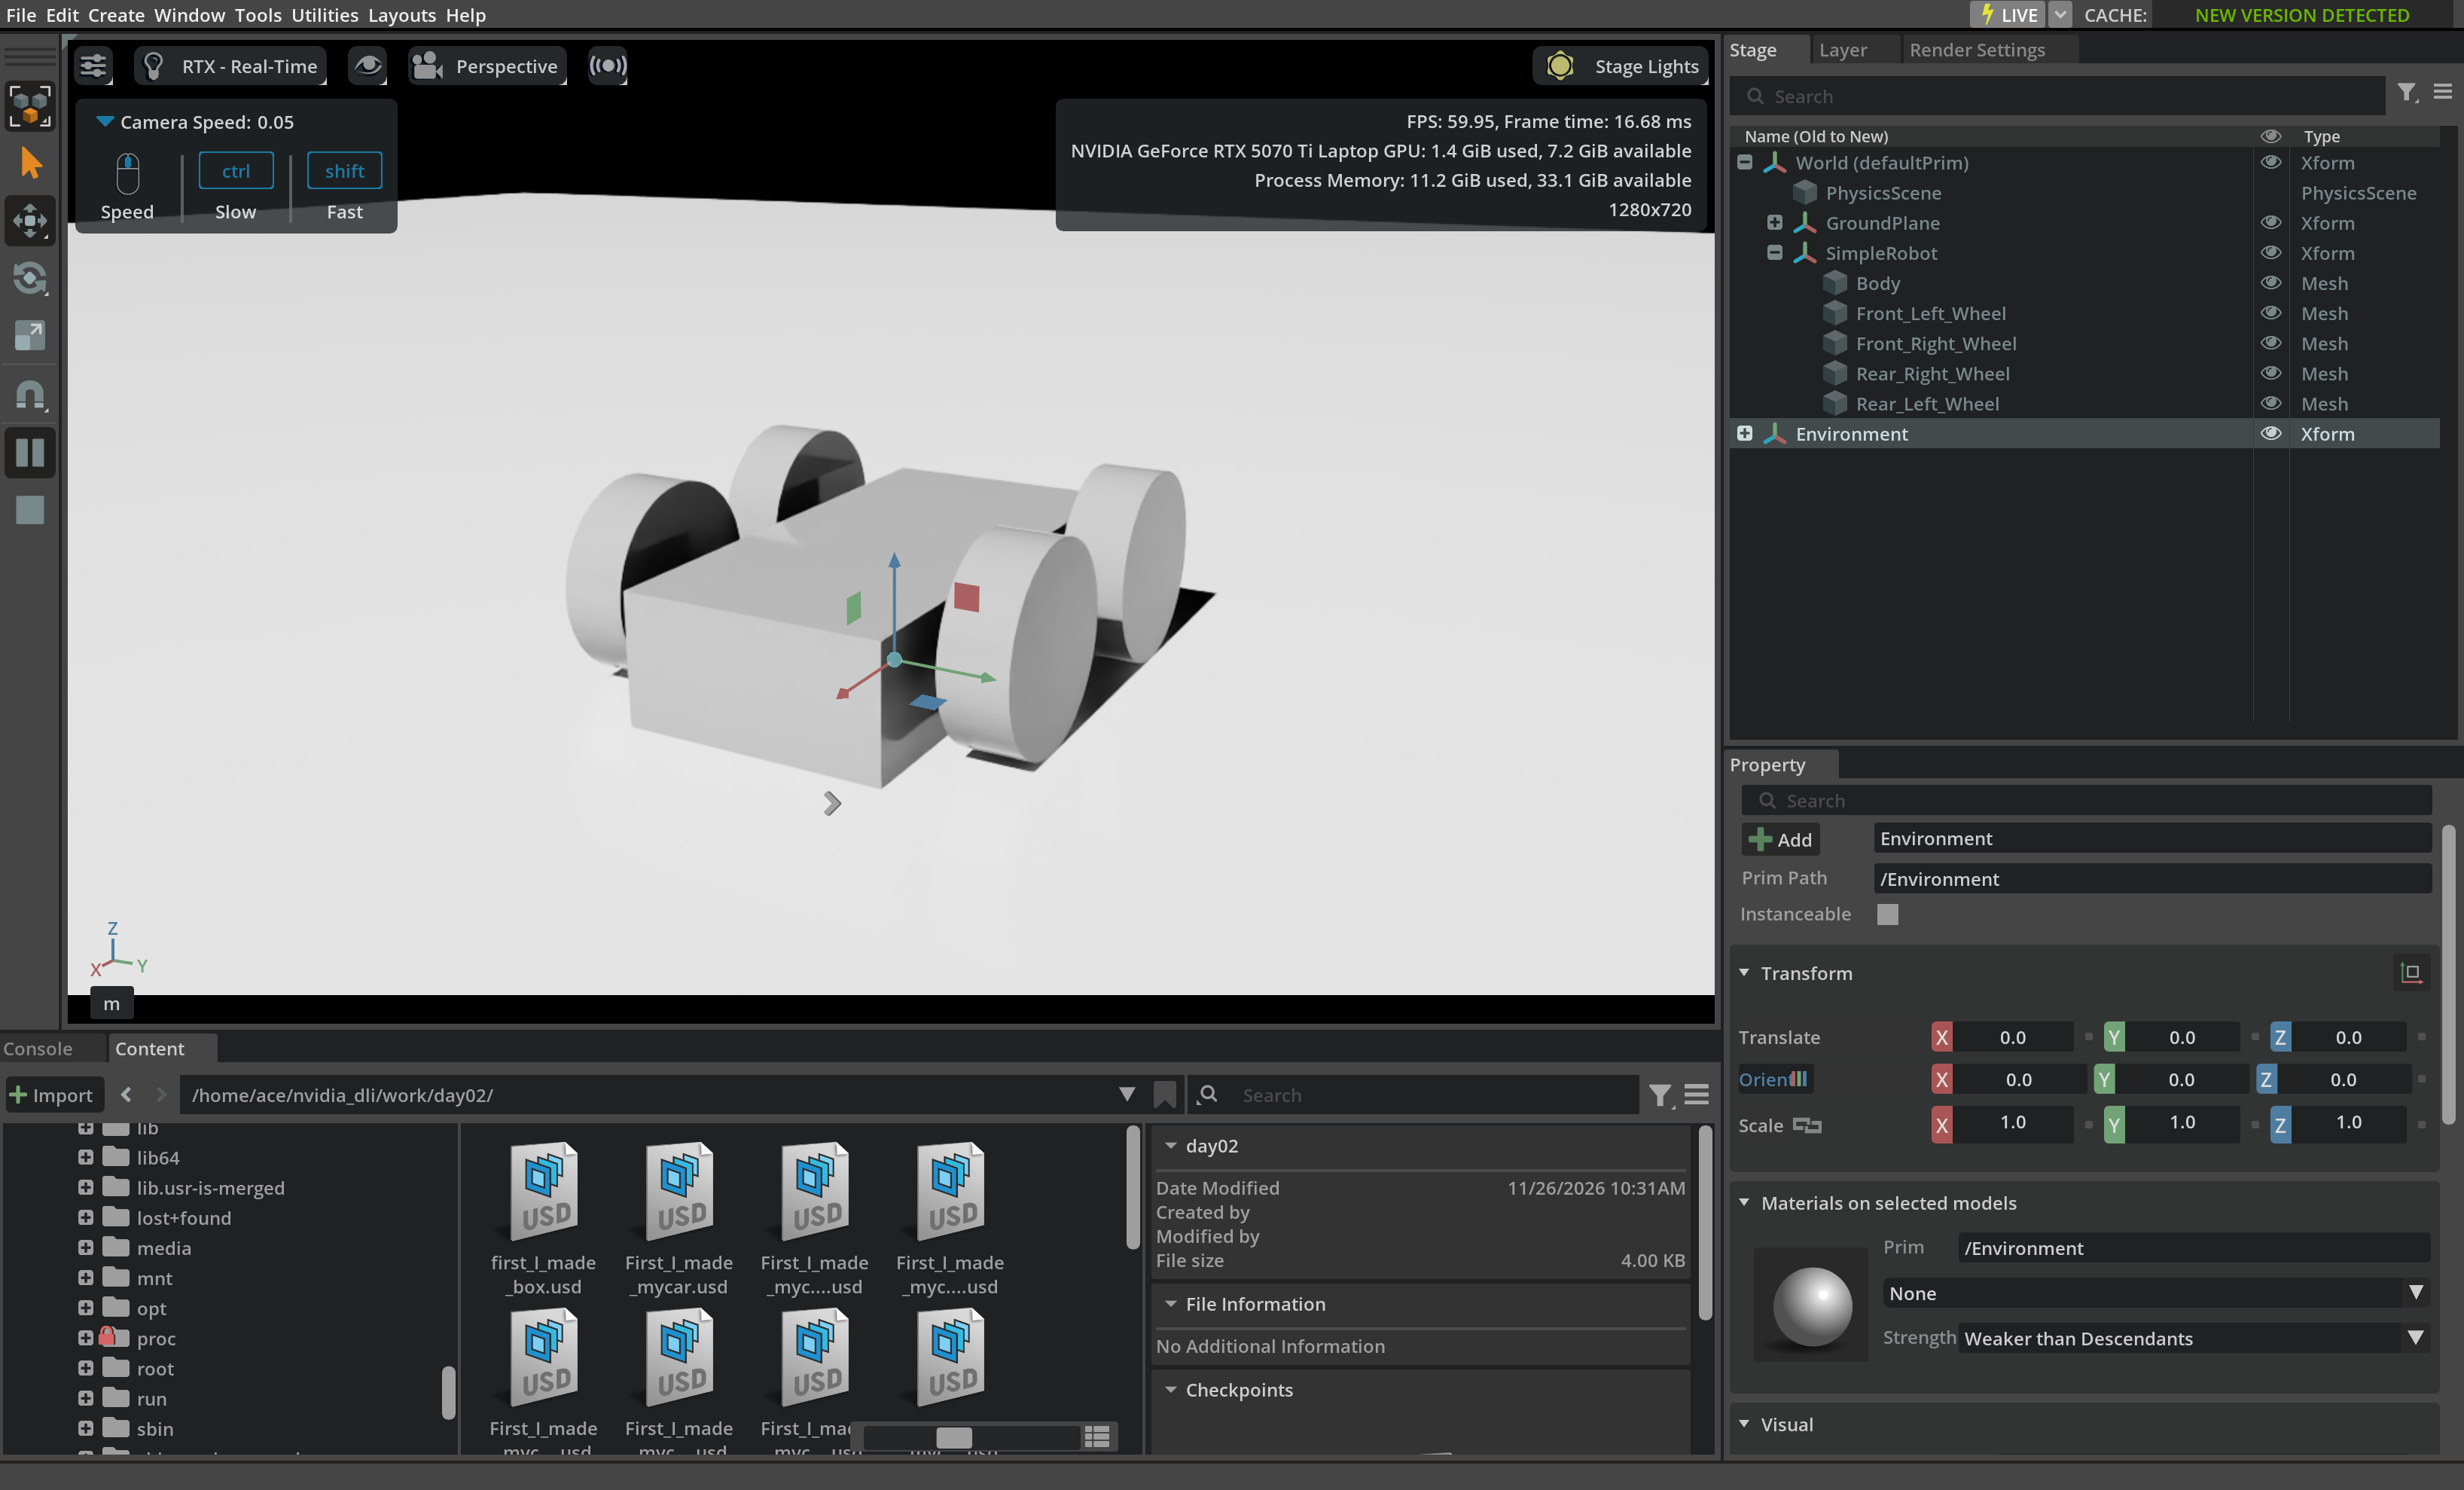 File Edit Create Window Tools Utilities Layouts Help
LIVE
CACHE:
NEW VERSION DETECTED
RTX - Real-Time
Perspective
Stage Lights
Camera Speed: 0.05
ctrl
shift
Speed
Slow
Fast
FPS: 59.95, Frame time: 16.68 ms
NVIDIA GeForce RTX 5070 Ti Laptop GPU: 1.4 GiB used, 7.2 GiB available
Process Memory: 11.2 GiB used, 33.1 GiB available
1280x720
Z
X
Y
m
Stage
Layer
Render Settings
Search
Name (Old to New)
Type
World (defaultPrim)
Xform
PhysicsScene
PhysicsScene
GroundPlane
Xform
SimpleRobot
Xform
Body
Mesh
Front_Left_Wheel
Mesh
Front_Right_Wheel
Mesh
Rear_Right_Wheel
Mesh
Rear_Left_Wheel
Mesh
Environment
Xform
Property
Search
Add
Environment
Prim Path
/Environment
Instanceable
Transform
Translate
X 0.0
Y 0.0
Z 0.0
Orient
X 0.0
Y 0.0
Z 0.0
Scale
X 1.0
Y 1.0
Z 1.0
Materials on selected models
Prim
/Environment
None
Strength
Weaker than Descendants
Visual
Console
Content
Import
/home/ace/nvidia_dli/work/day02/
Search
lib
lib64
lib.usr-is-merged
lost+found
media
mnt
opt
proc
root
run
sbin
USD
first_I_made
_box.usd
USD
First_I_made
_mycar.usd
USD
First_I_made
_myc....usd
USD
First_I_made
_myc....usd
USD
First_I_made
USD
First_I_made
USD
First_I_ma
USD
day02
Date Modified
11/26/2026 10:31AM
Created by
Modified by
File size
4.00 KB
File Information
No Additional Information
Checkpoints